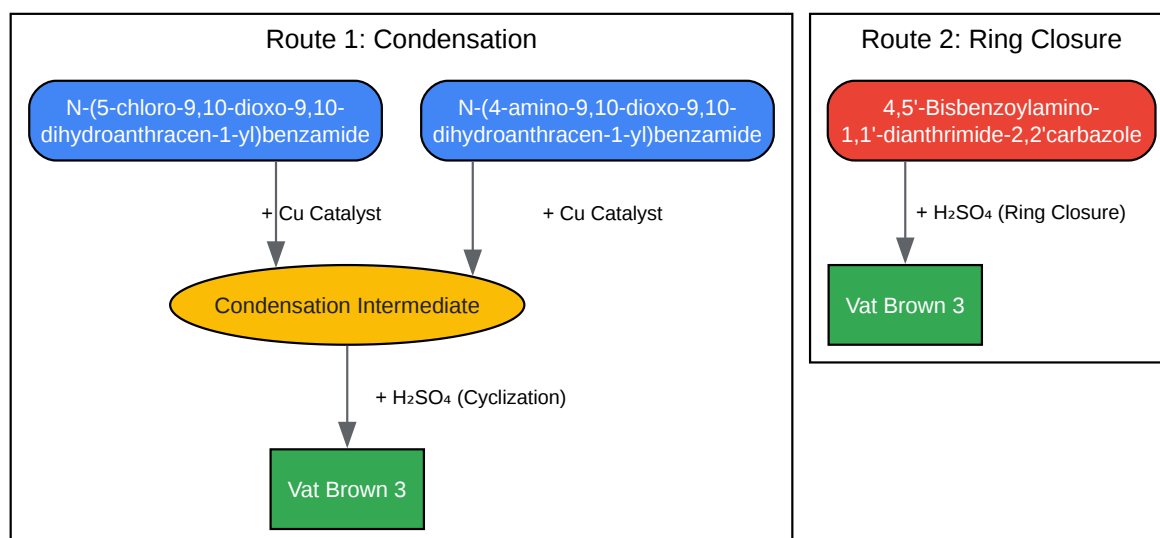 Route 1: Condensation
N-(5-chloro-9,10-dioxo-9,10-
dihydroanthracen-1-yl)benzamide
N-(4-amino-9,10-dioxo-9,10-
dihydroanthracen-1-yl)benzamide
+ Cu Catalyst
+ Cu Catalyst
Condensation Intermediate
+ H₂SO₄ (Cyclization)
Vat Brown 3
Route 2: Ring Closure
4,5'-Bisbenzoylamino-
1,1'-dianthrimide-2,2'carbazole
+ H₂SO₄ (Ring Closure)
Vat Brown 3